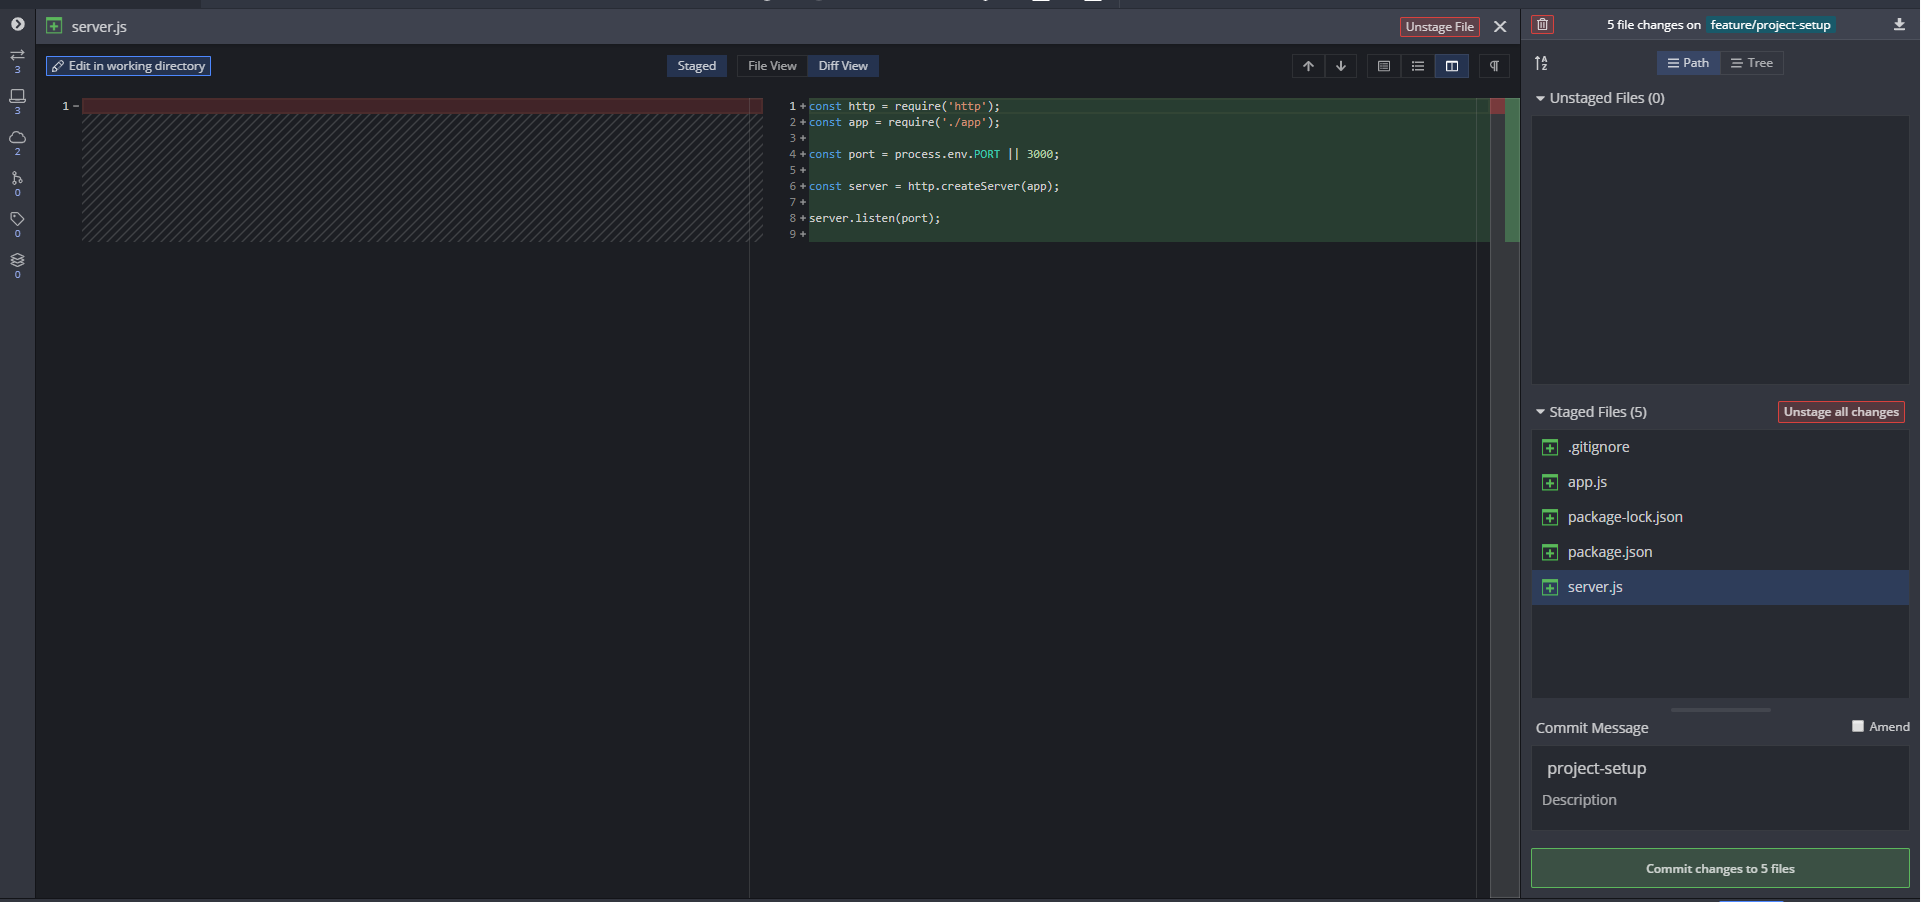 server.js
Unstage File
5 file changes on feature/project-setup
Edit in working directory
Staged
File View
Diff View
Path
Tree
3
3
2
0
0
0
1 -
1 + const http = require('http');
2 + const app = require('./app');
3 +
4 + const port = process.env.PORT || 3000;
5 +
6 + const server = http.createServer(app);
7 +
8 + server.listen(port);
9 +
Unstaged Files (0)
Staged Files (5)
Unstage all changes
.gitignore
app.js
package-lock.json
package.json
server.js
Commit Message
Amend
project-setup
Description
Commit changes to 5 files